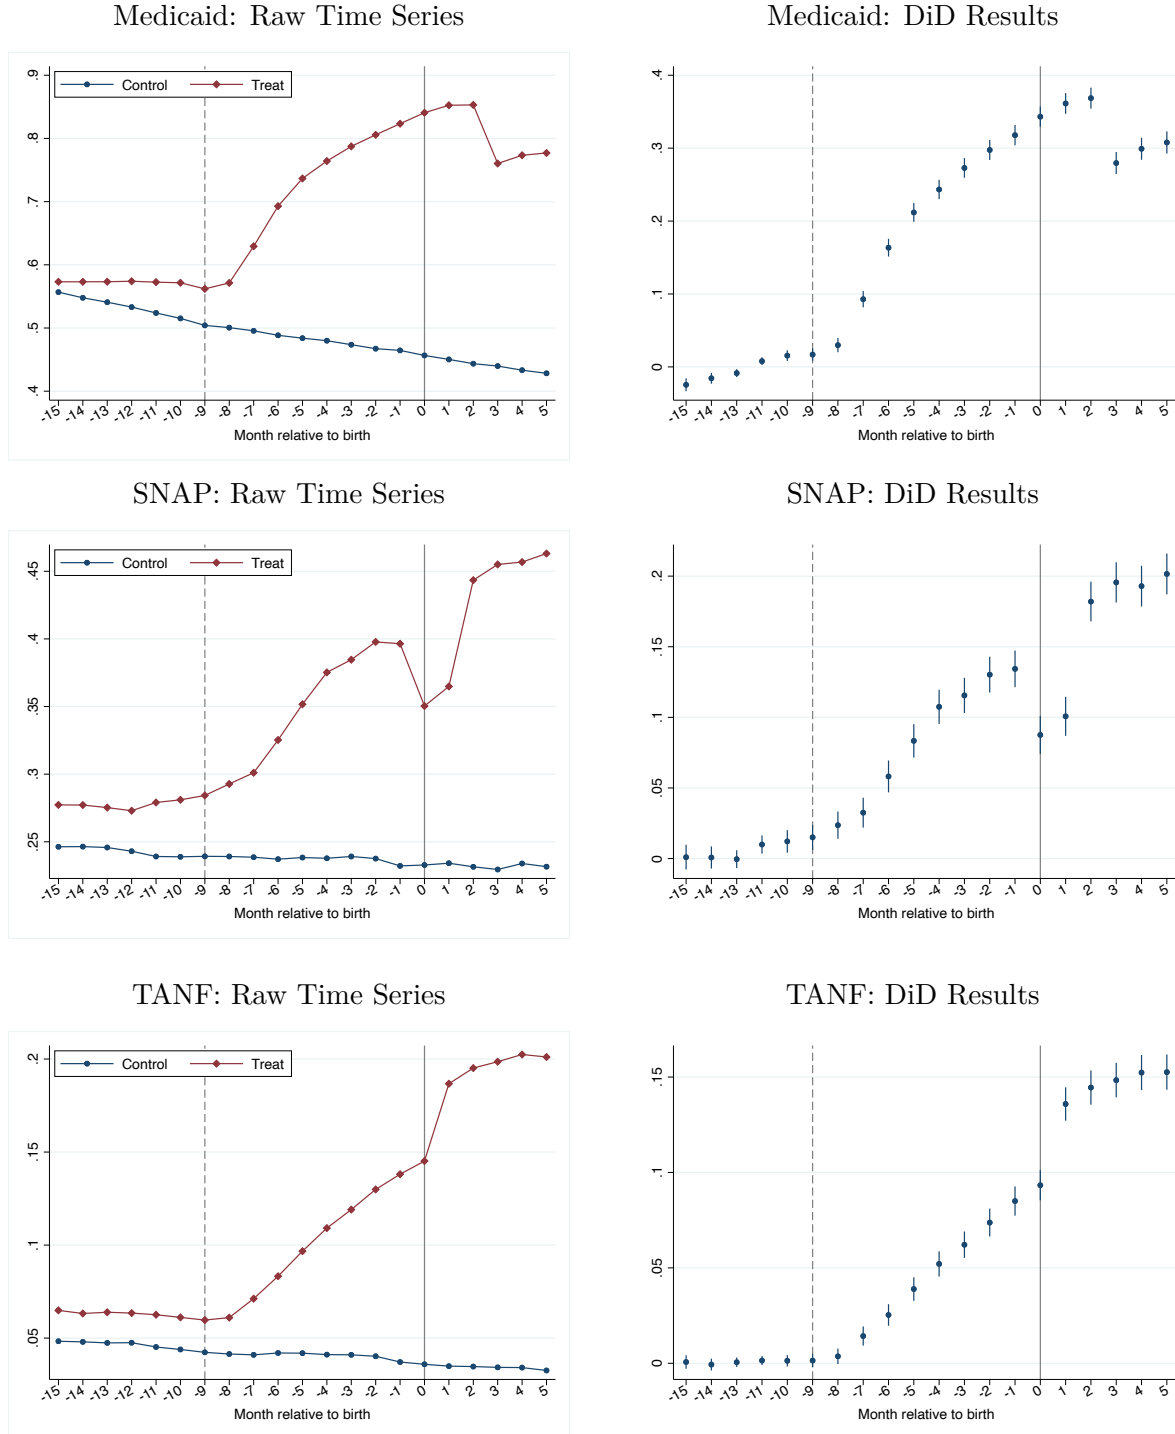 Medicaid: Raw Time Series
Medicaid: DiD Results
Control Treat
.9
.8
.7
.6
.5
.4
-15 -14 -13 -12 -11 -10 -9 -8 -7 -6 -5 -4 -3 -2 -1 0 1 2 3 4 5
Month relative to birth
.4
.3
.2
.1
0
-15 -14 -13 -12 -11 -10 -9 -8 -7 -6 -5 -4 -3 -2 -1 0 1 2 3 4 5
Month relative to birth
SNAP: Raw Time Series
SNAP: DiD Results
Control Treat
.45
.4
.35
.3
.25
-15 -14 -13 -12 -11 -10 -9 -8 -7 -6 -5 -4 -3 -2 -1 0 1 2 3 4 5
Month relative to birth
.2
.15
.1
.05
0
-15 -14 -13 -12 -11 -10 -9 -8 -7 -6 -5 -4 -3 -2 -1 0 1 2 3 4 5
Month relative to birth
TANF: Raw Time Series
TANF: DiD Results
Control Treat
.2
.15
.1
.05
-15 -14 -13 -12 -11 -10 -9 -8 -7 -6 -5 -4 -3 -2 -1 0 1 2 3 4 5
Month relative to birth
.15
.1
.05
0
-15 -14 -13 -12 -11 -10 -9 -8 -7 -6 -5 -4 -3 -2 -1 0 1 2 3 4 5
Month relative to birth